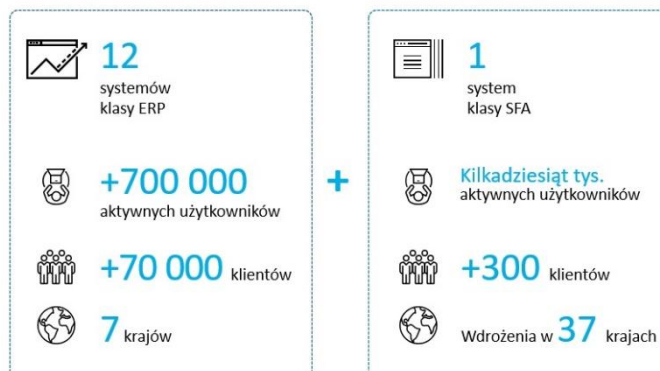 12
systemów
klasy ERP
+700 000
aktywnych użytkowników
+70 000 klientów
7 krajów
+
1
system
klasy SFA
Kilkadziesiąt tys.
aktywnych użytkowników
+300 klientów
Wdrożenia w 37 krajach